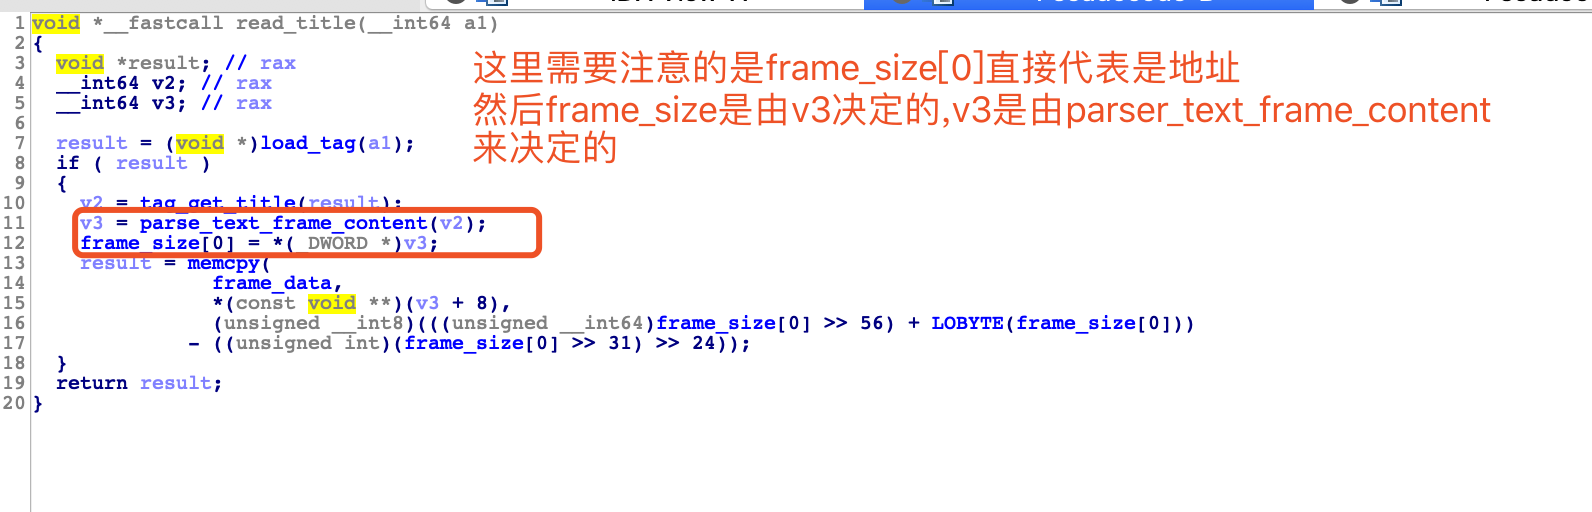 1 void *__fastcall read_title(__int64 a1)
2 {
3 void *result; // rax
4 __int64 v2; // rax
5 __int64 v3; // rax
6
7 result = (void *)load_tag(a1);
8 if ( result )
9 {
10 v2 = tag_get_title(result);
11 v3 = parse_text_frame_content(v2);
12 frame_size[0] = *(_DWORD *)v3;
13 result = memcpy(
14 frame_data,
15 *(const void **)(v3 + 8),
16 (unsigned __int8)(((unsigned __int64)frame_size[0] >> 56) + LOBYTE(frame_size[0]))
17 - ((unsigned int)(frame_size[0] >> 31) >> 24));
18 }
19 return result;
20 }
这里需要注意的是frame_size[0]直接代表是地址
然后frame_size是由v3决定的,v3是由parser_text_frame_content
来决定的